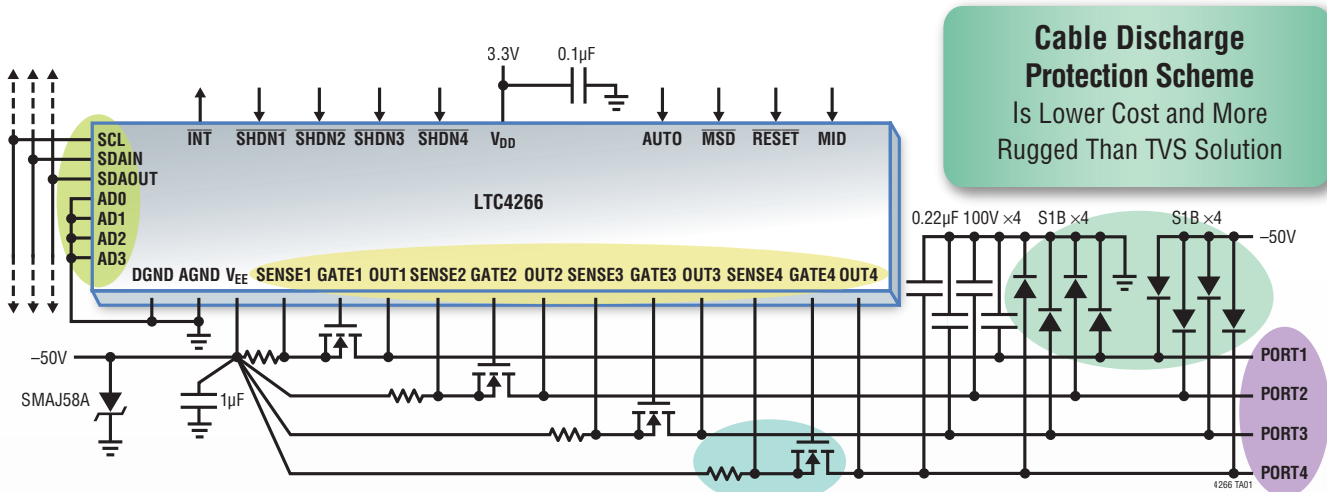 Cable Discharge
Protection Scheme
Is Lower Cost and More
Rugged Than TVS Solution
3.3V
0.1µF
SCL
SDAIN
SDAOUT
AD0
AD1
AD2
AD3
INT SHDN1 SHDN2 SHDN3 SHDN4 VDD AUTO MSD RESET MID
LTC4266
DGND AGND VEE SENSE1 GATE1 OUT1 SENSE2 GATE2 OUT2 SENSE3 GATE3 OUT3 SENSE4 GATE4 OUT4
0.22µF 100V ×4 S1B ×4 S1B ×4
–50V
–50V
SMAJ58A
1µF
PORT1
PORT2
PORT3
PORT4
4266 TA01